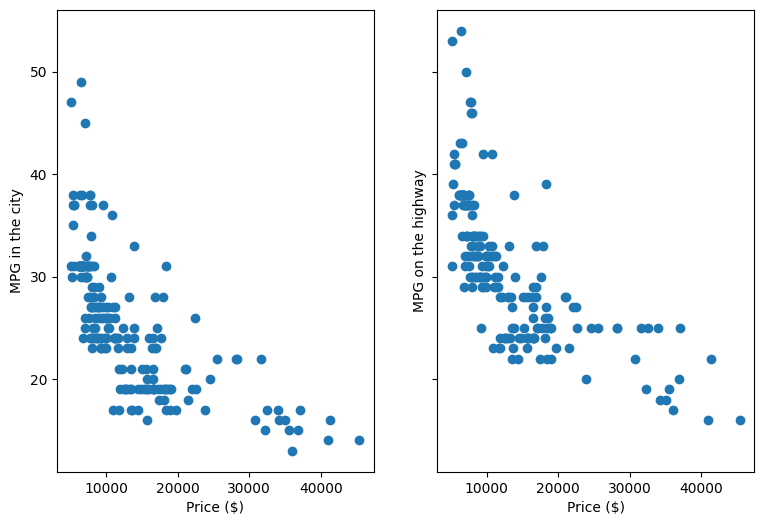 50
40
30
20
MPG in the city
10000 20000 30000 40000
Price ($)
MPG on the highway
10000 20000 30000 40000
Price ($)